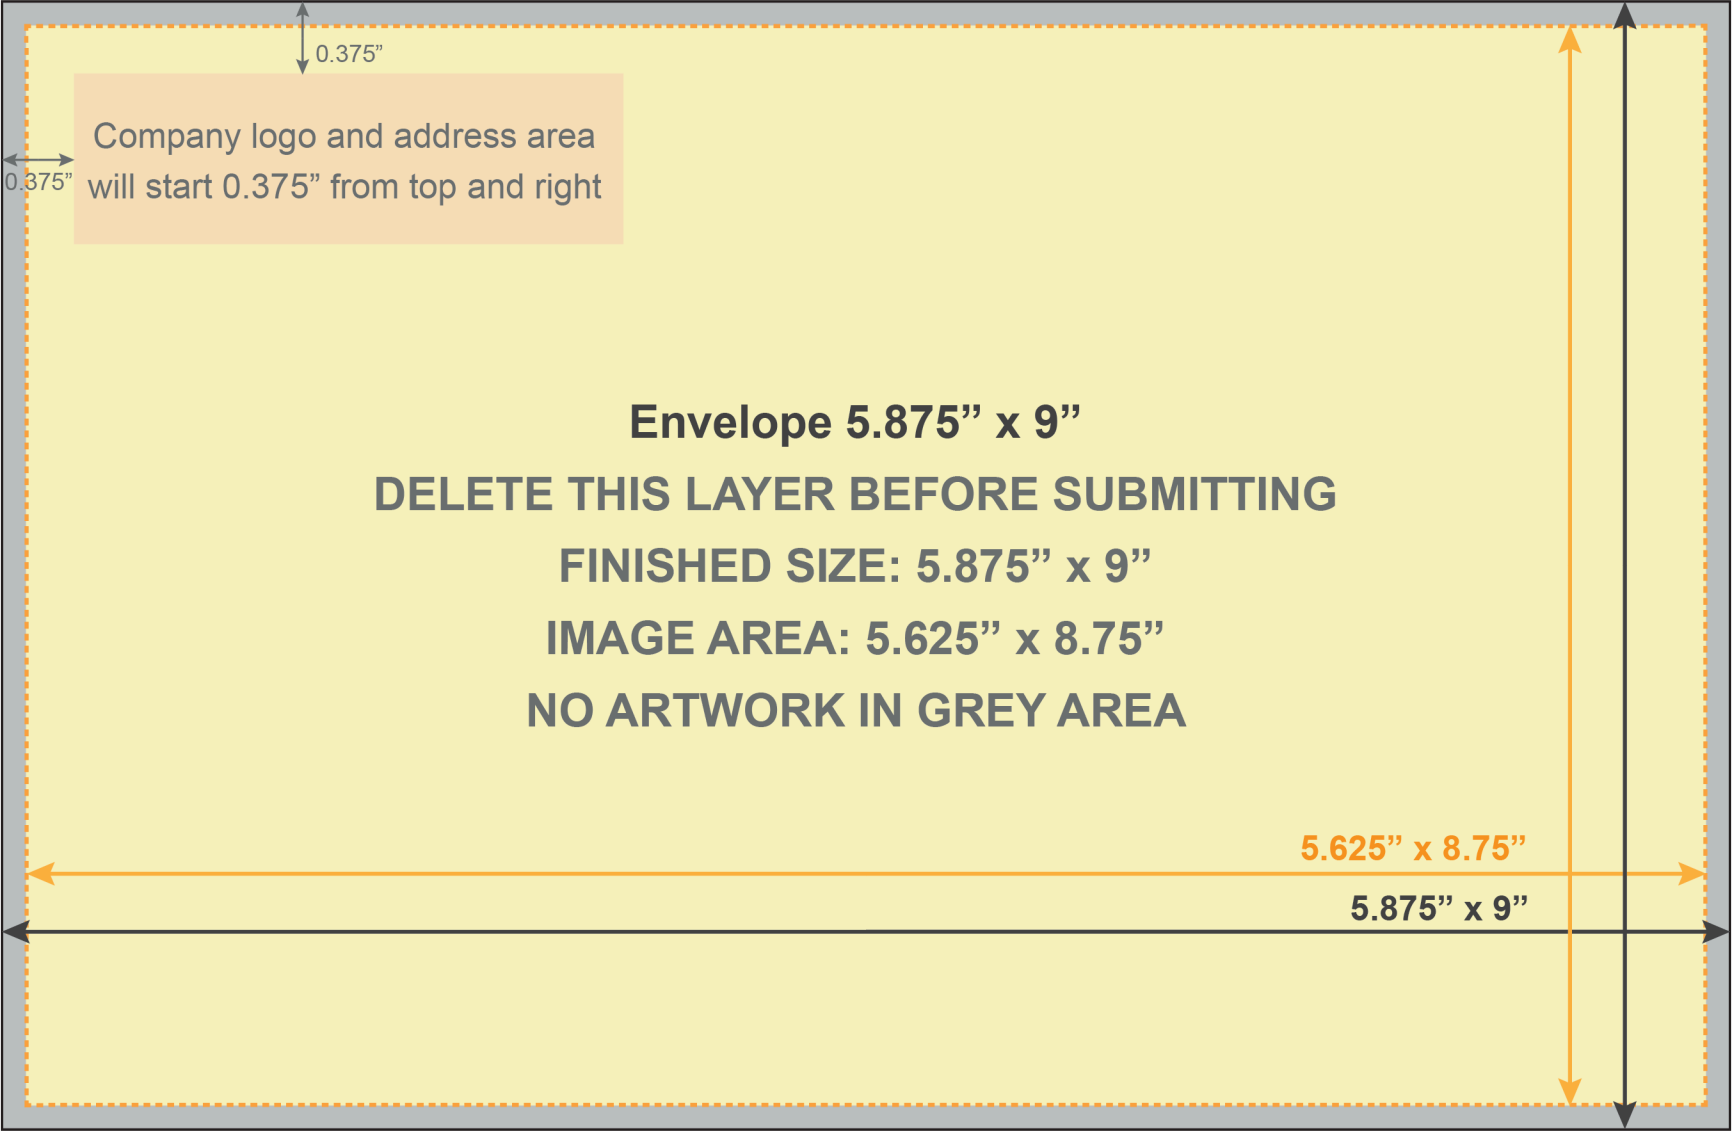 0.375”
Company logo and address area
0.375”
will start 0.375” from top and right
Envelope 5.875” x 9”
DELETE THIS LAYER BEFORE SUBMITTING
FINISHED SIZE: 5.875” x 9”
IMAGE AREA: 5.625” x 8.75”
NO ARTWORK IN GREY AREA
5.625” x 8.75”
5.875” x 9”